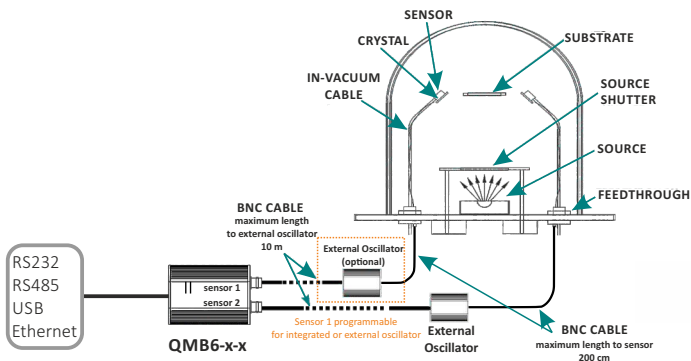 SENSOR
CRYSTAL
SUBSTRATE
IN-VACUUM
CABLE
SOURCE
SHUTTER
SOURCE
FEEDTHROUGH
BNC CABLE
maximum length
to external oscillator
10 m
External Oscillator
(optional)
RS232
RS485
USB
Ethernet
sensor 1
sensor 2
QMB6-x-x
Sensor 1 programmable
for integrated or external oscillator
External
Oscillator
BNC CABLE
maximum length to sensor
200 cm